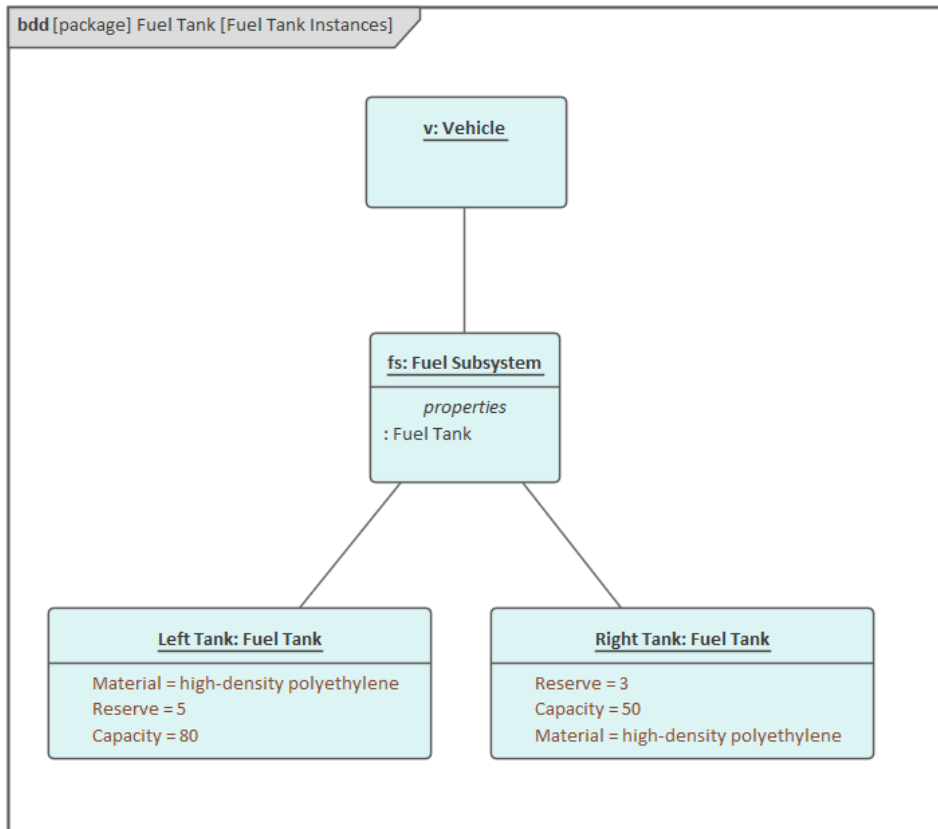 bdd [package] Fuel Tank [Fuel Tank Instances]
v: Vehicle
fs: Fuel Subsystem
properties
: Fuel Tank
Left Tank: Fuel Tank
Material = high-density polyethylene
Reserve = 5
Capacity = 80
Right Tank: Fuel Tank
Reserve = 3
Capacity = 50
Material = high-density polyethylene